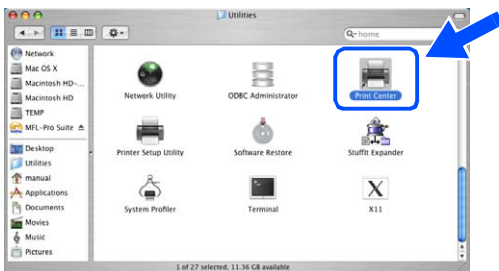 Utilities
Q- home
Network
Mac OS X
Macintosh HD-...
Macintosh HD
TEMP
MFL-Pro Suite
Desktop
Utilities
manual
Applications
Documents
Movies
Music
Pictures
Network Utility
ODBC Administrator
Print Center
Printer Setup Utility
Software Restore
StuffIt Expander
System Profiler
Terminal
X11
1 of 27 selected, 11.36 GB available